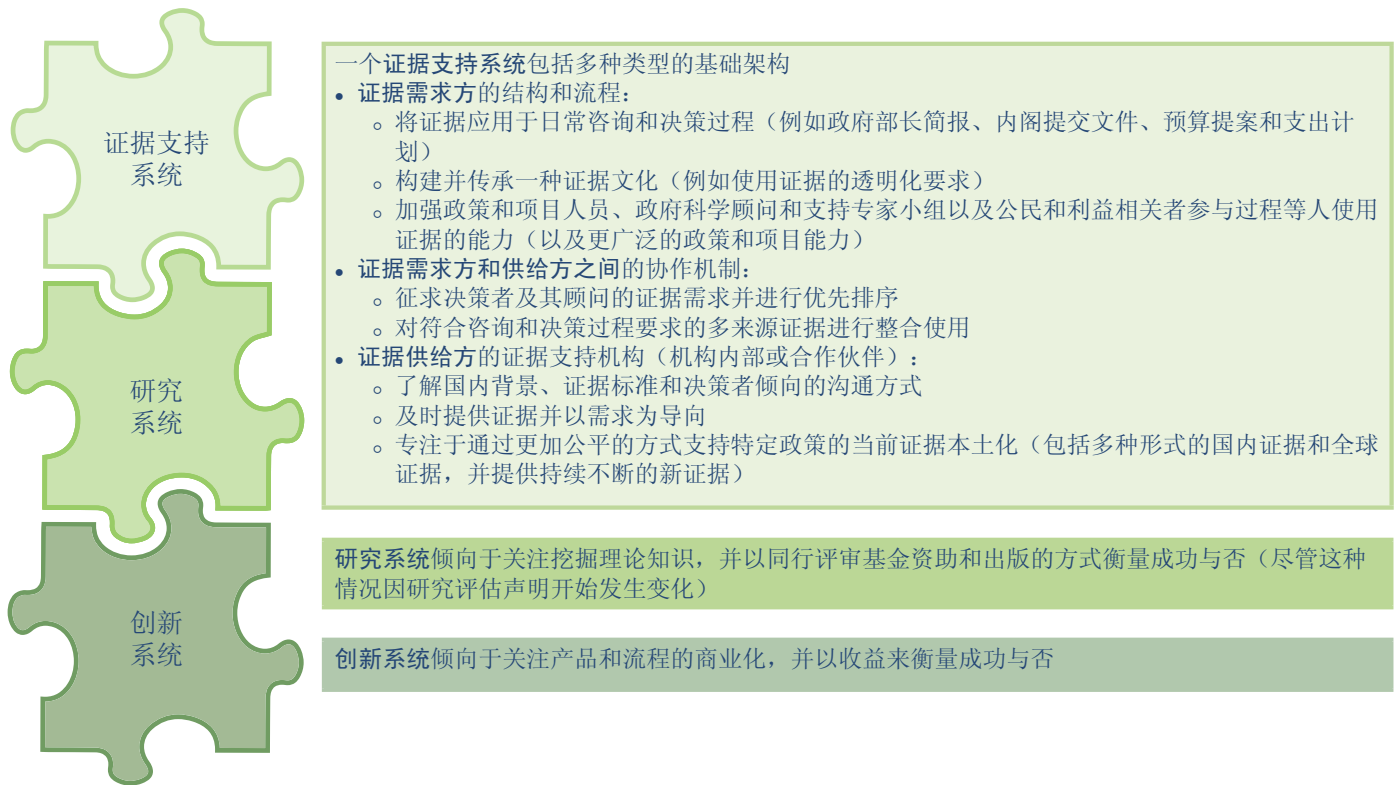 证据支持
系统
一个证据支持系统包括多种类型的基础架构
• 证据需求方的结构和流程：
o 将证据应用于日常咨询和决策过程（例如政府部长简报、内阁提交文件、预算提案和支出计
划）
o 构建并传承一种证据文化（例如使用证据的透明化要求）
o 加强政策和项目人员、政府科学顾问和支持专家小组以及公民和利益相关者参与过程等人使用
证据的能力（以及更广泛的政策和项目能力）
• 证据需求方和供给方之间的协作机制：
o 征求决策者及其顾问的证据需求并进行优先排序
o 对符合咨询和决策过程要求的多来源证据进行整合使用
• 证据供给方的证据支持机构（机构内部或合作伙伴）：
o 了解国内背景、证据标准和决策者倾向的沟通方式
o 及时提供证据并以需求为导向
o 专注于通过更加公平的方式支持特定政策的当前证据本土化（包括多种形式的国内证据和全球
证据，并提供持续不断的新证据）
研究
系统
研究系统倾向于关注挖掘理论知识，并以同行评审基金资助和出版的方式衡量成功与否（尽管这种
情况因研究评估声明开始发生变化）
创新
系统
创新系统倾向于关注产品和流程的商业化，并以收益来衡量成功与否